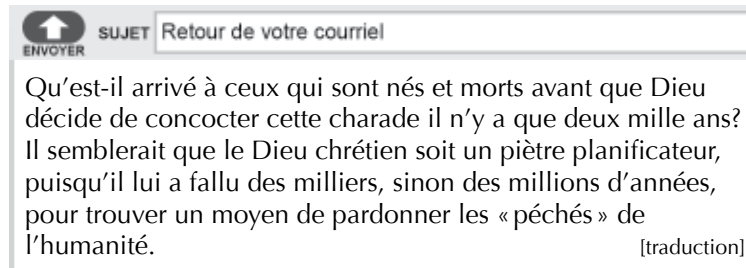 ENVOYER SUJET Retour de votre courriel
Qu’est-il arrivé à ceux qui sont nés et morts avant que Dieu
décide de concocter cette charade il n’y a que deux mille ans?
Il semblerait que le Dieu chrétien soit un piètre planificateur,
puisqu’il lui a fallu des milliers, sinon des millions d’années,
pour trouver un moyen de pardonner les « péchés » de
l’humanité. [traduction]